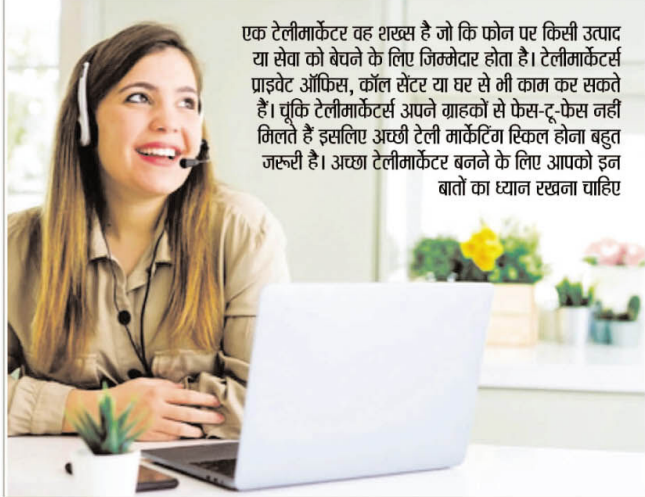 एक टेलीमार्केटर वह शख्स है जो कि फोन पर किसी उत्पाद
या सेवा को बेचने के लिए जिम्मेदार होता है। टेलीमार्केटर्स
प्राइवेट ऑफिस, कॉल सेंटर या घर से भी काम कर सकते
हैं। चूंकि टेलीमार्केटर्स अपने ग्राहकों से फेस-टू-फेस नहीं
मिलते हैं इसलिए अच्छी टेली मार्केटिंग स्किल होना बहुत
जरूरी है। अच्छा टेलीमार्केटर बनने के लिए आपको इन
बातों का ध्यान रखना चाहिए